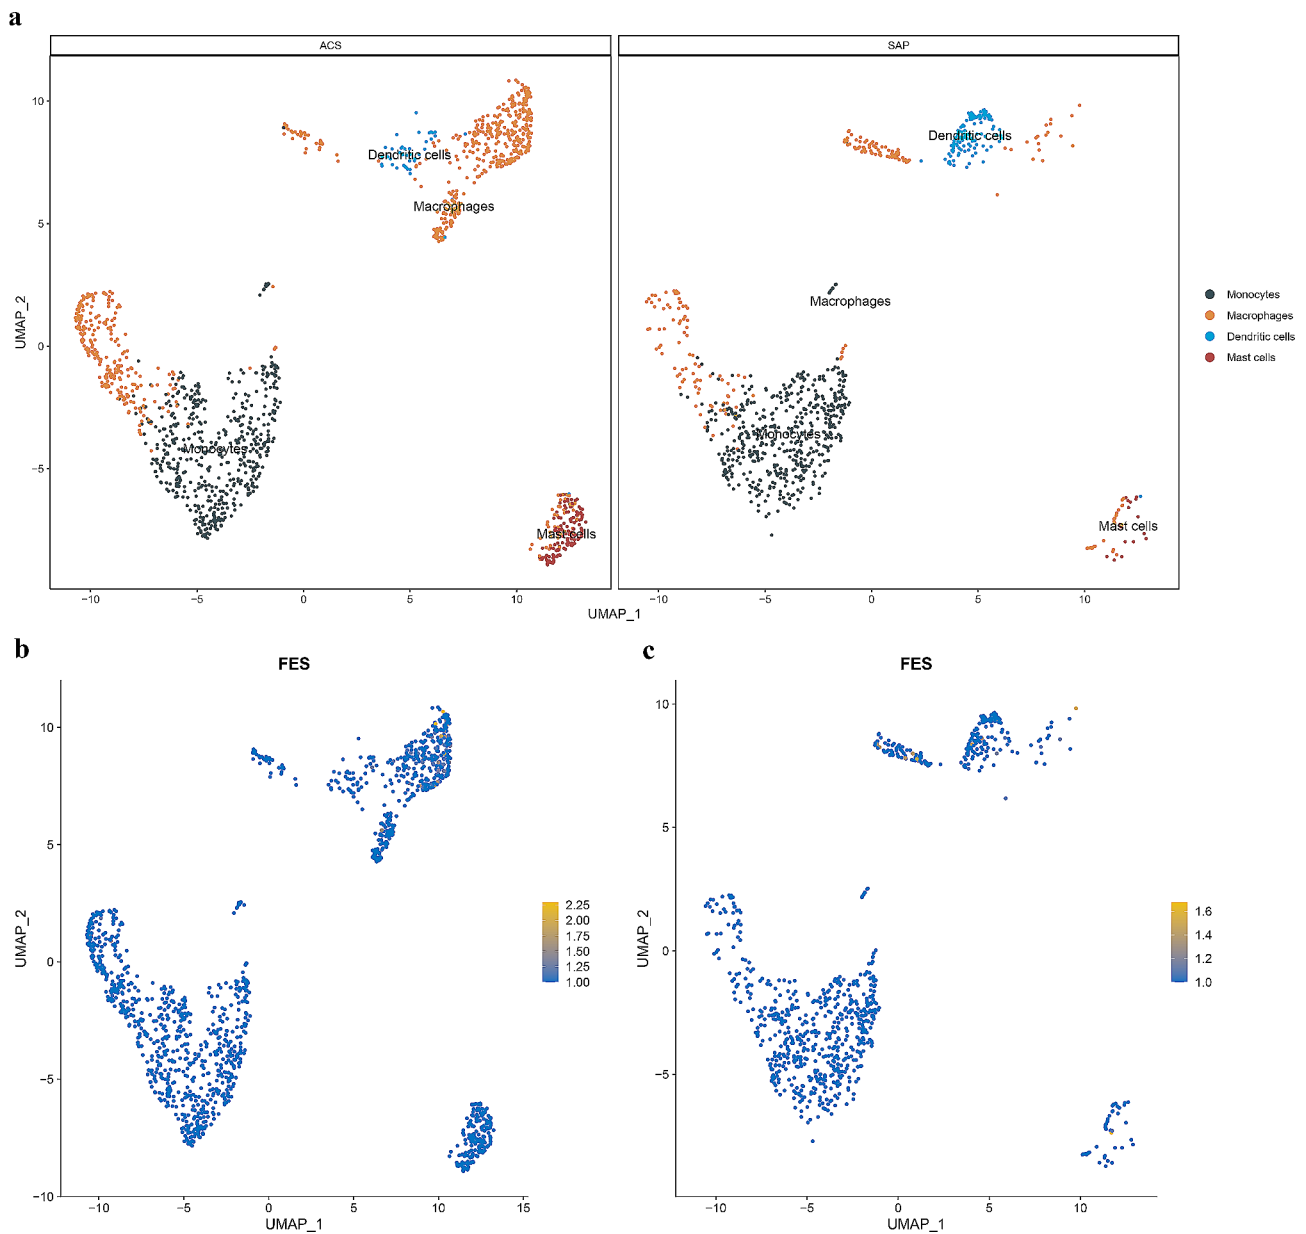 a
ACS
SAP
10
5
0
−5
UMAP_2
Dendritic cells
Macrophages
Monocytes
Mast cells
Dendritic cells
Macrophages
Monocytes
Mast cells
Monocytes
Macrophages
Dendritic cells
Mast cells
−10 −5 0 5 10
−10 −5 0 5 10
UMAP_1
b
FES
10
5
0
−5
−10
UMAP_2
2.25
2.00
1.75
1.50
1.25
1.00
−10 −5 0 5 10 15
UMAP_1
c
FES
10
5
0
−5
UMAP_2
1.6
1.4
1.2
1.0
−10 −5 0 5 10
UMAP_1